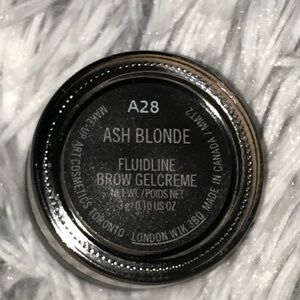 A28
ASH BLONDE
FLUIDLINE
BROW GELCREME
NET WT./POIDS NET
3 g/0.10 US OZ
MAKE-UP ART COSMETICS TORONTO LONDON W1K 3BQ MADE IN CANADA MMT2